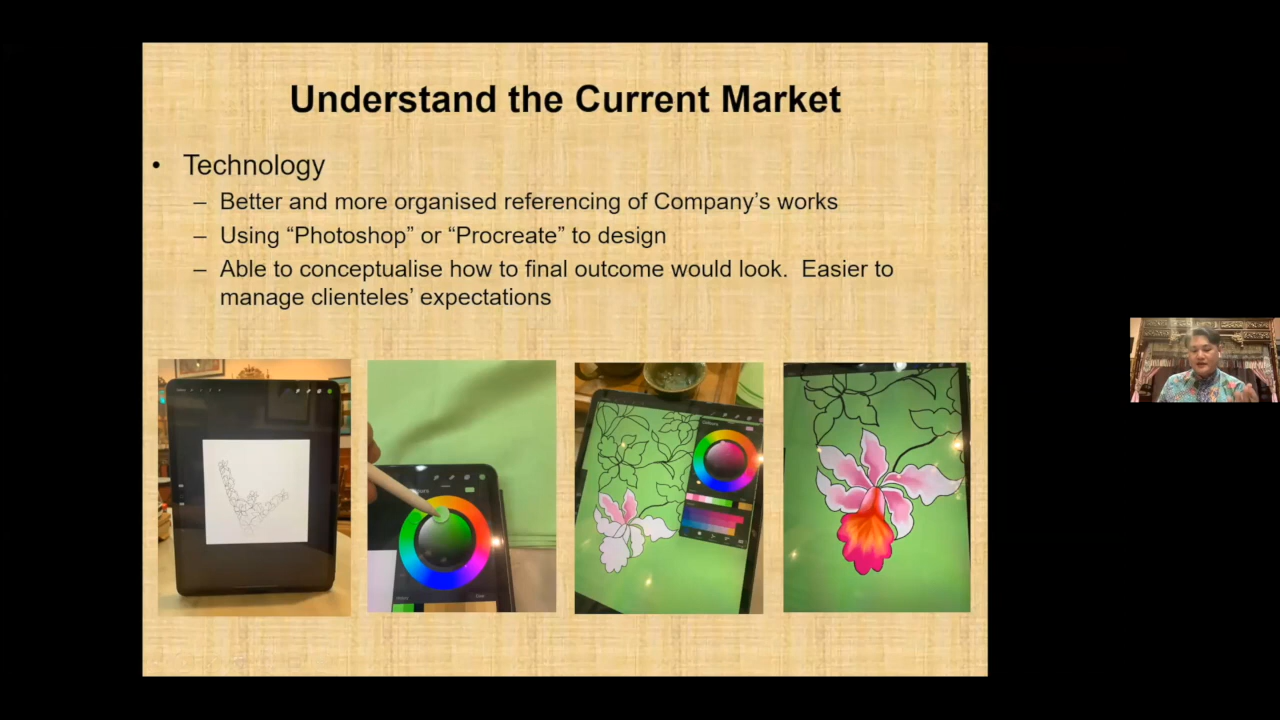 Understand the Current Market
• Technology
– Better and more organised referencing of Company’s works
– Using “Photoshop” or “Procreate” to design
– Able to conceptualise how to final outcome would look.  Easier to
manage clienteles’ expectations